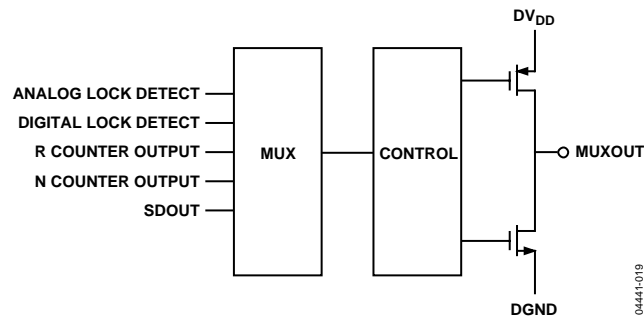 DVDD
ANALOG LOCK DETECT
DIGITAL LOCK DETECT
R COUNTER OUTPUT
N COUNTER OUTPUT
SDOUT
MUX
CONTROL
MUXOUT
DGND
04441-019